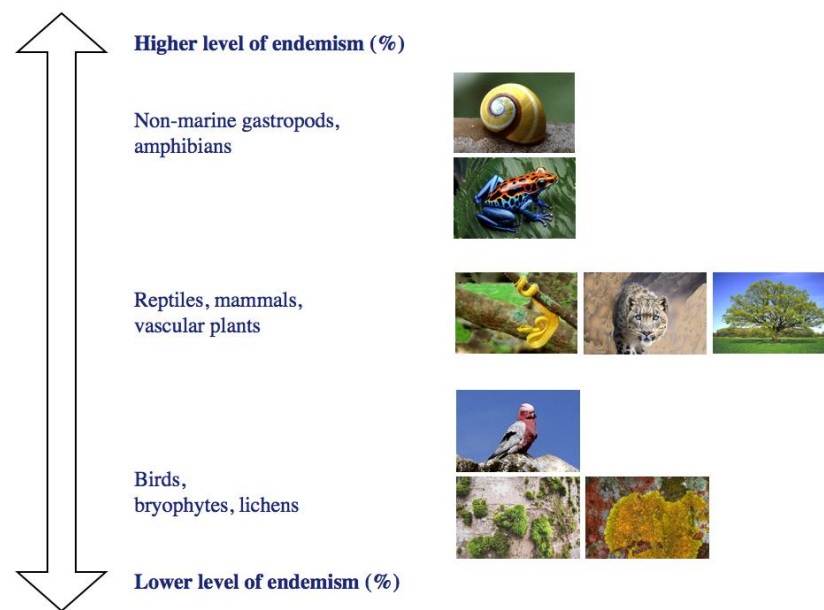 Higher level of endemism (%)
Non-marine gastropods,
amphibians
Reptiles, mammals,
vascular plants
Birds,
bryophytes, lichens
Lower level of endemism (%)